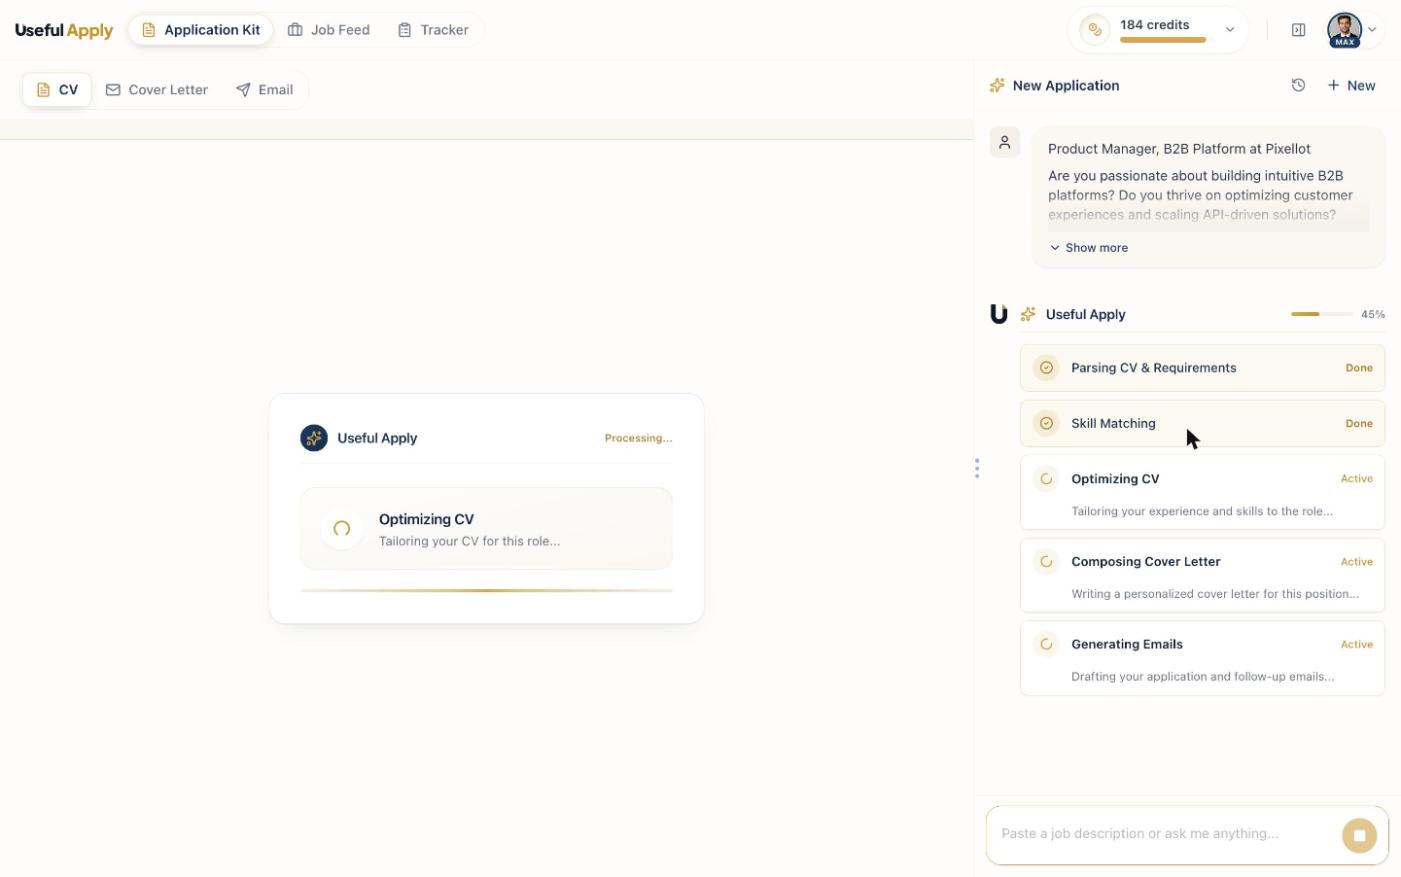 Useful Apply
Application Kit
Job Feed
Tracker
184 credits
MAX
CV
Cover Letter
Email
New Application
New
Product Manager, B2B Platform at Pixellot
Are you passionate about building intuitive B2B
platforms? Do you thrive on optimizing customer
experiences and scaling API-driven solutions?
Show more
Useful Apply
45%
Parsing CV & Requirements
Done
Skill Matching
Done
Optimizing CV
Active
Tailoring your experience and skills to the role...
Composing Cover Letter
Active
Writing a personalized cover letter for this position...
Generating Emails
Active
Drafting your application and follow-up emails...
Useful Apply
Processing...
Optimizing CV
Tailoring your CV for this role...
Paste a job description or ask me anything...